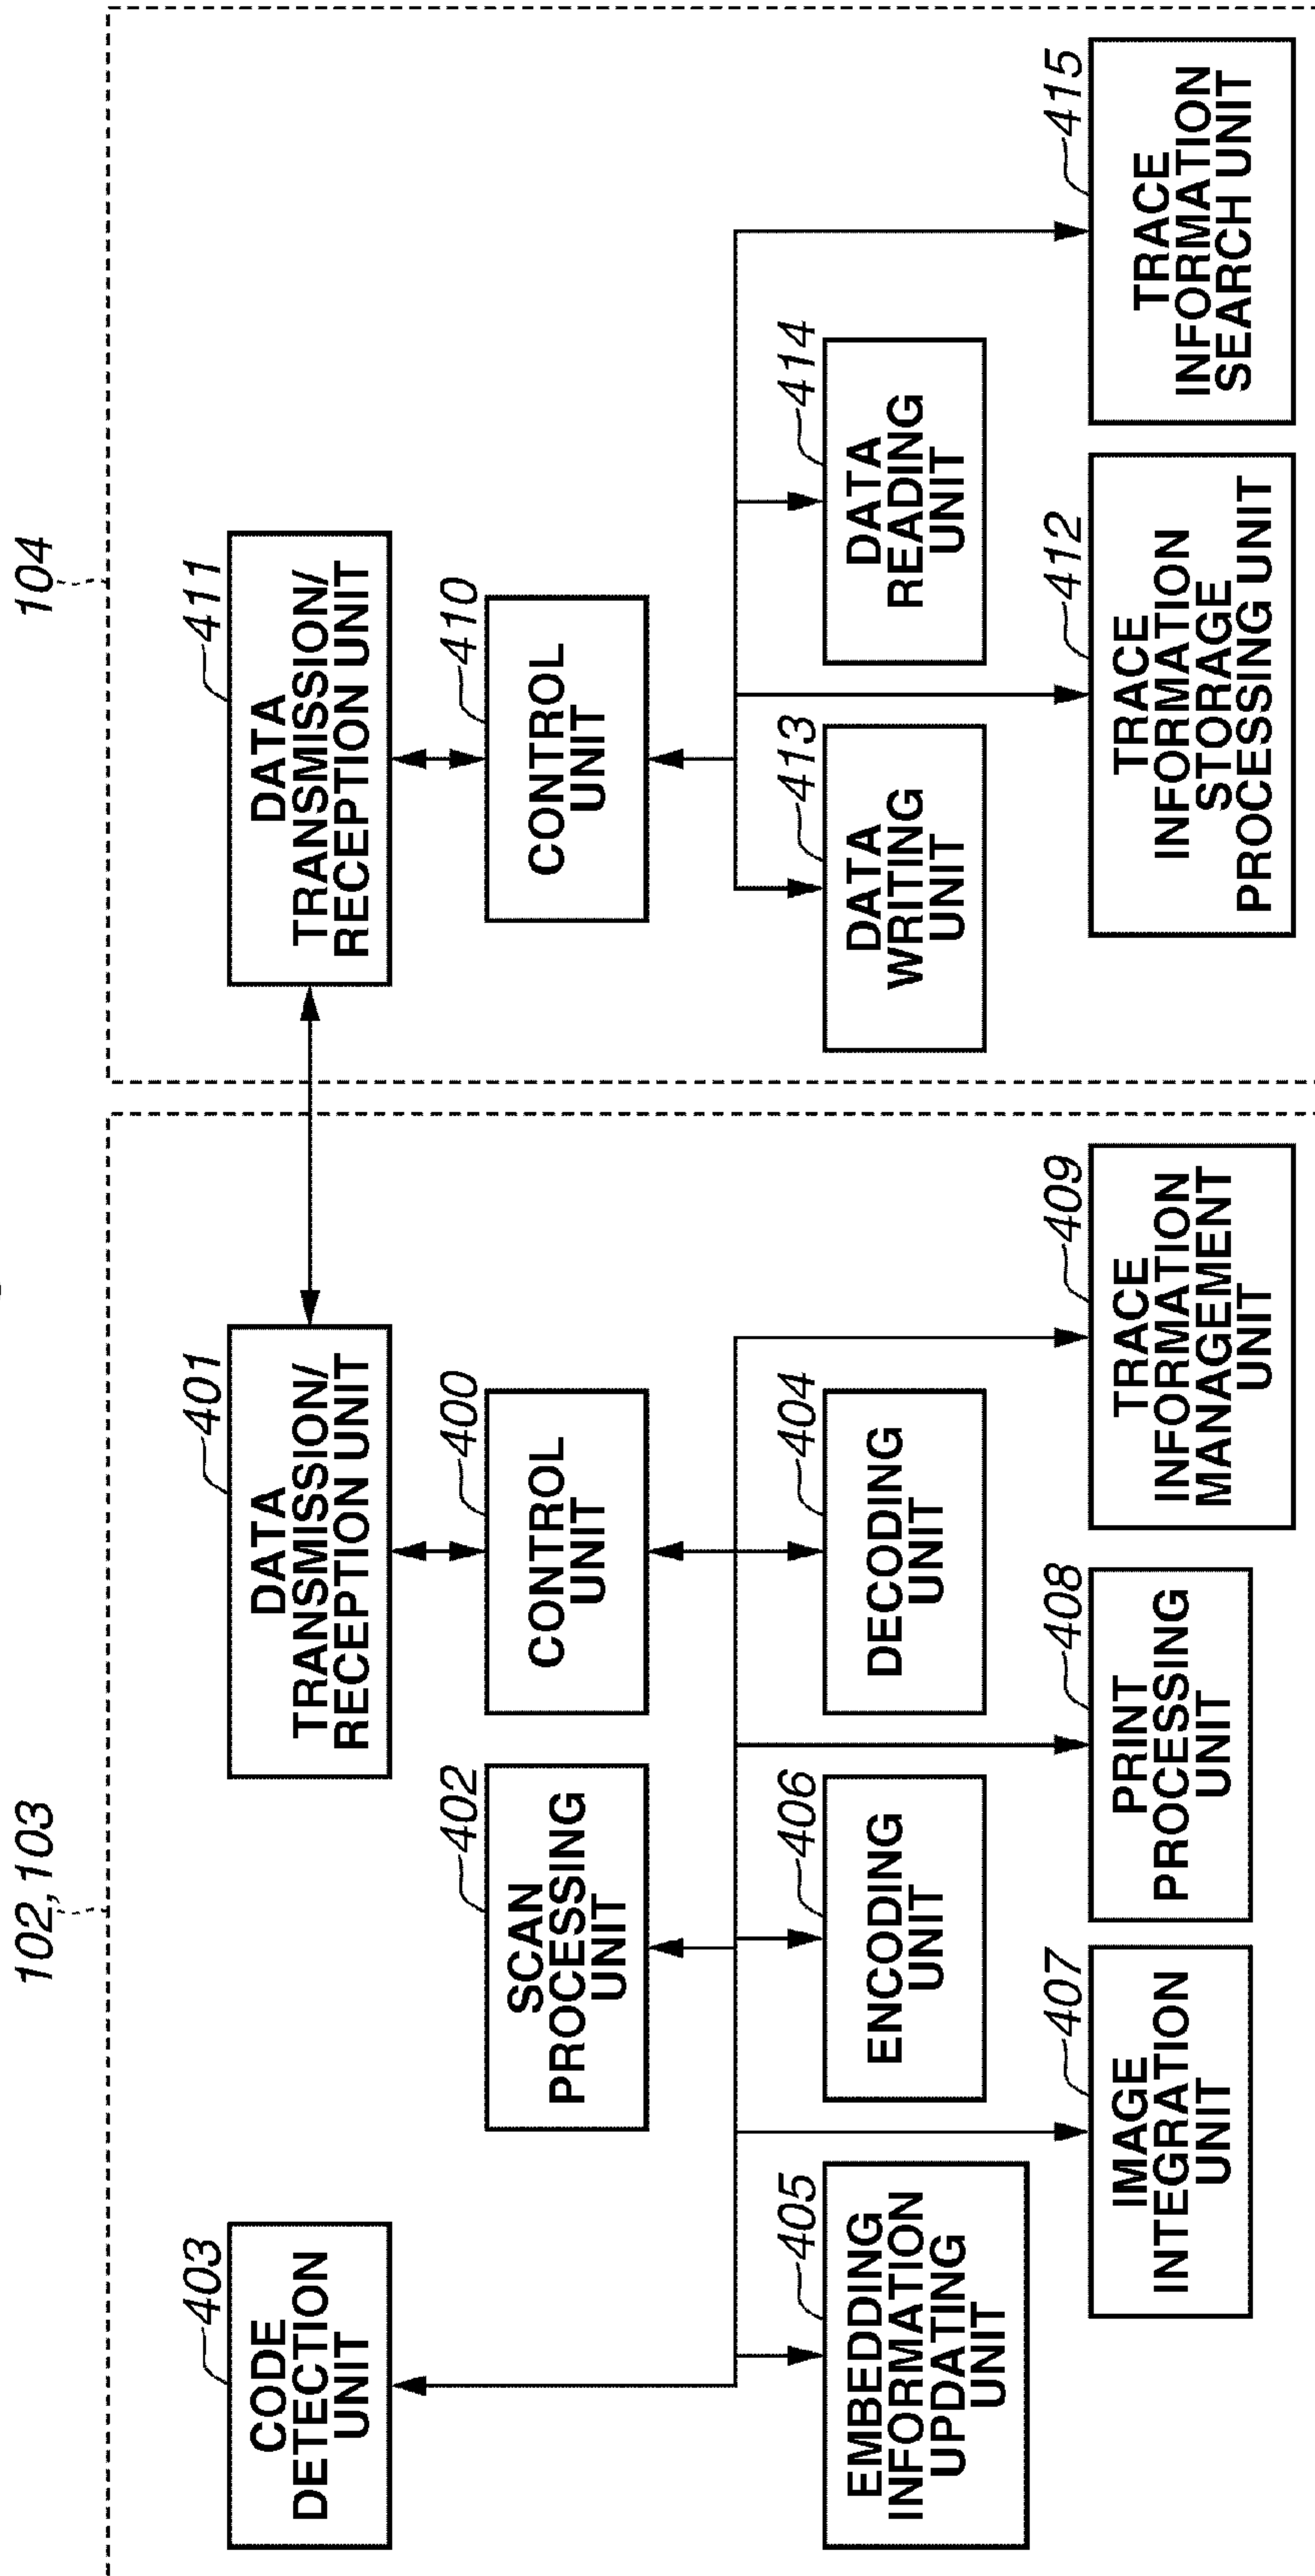 102,103
104
403
CODE
DETECTION
UNIT
401
DATA
TRANSMISSION/
RECEPTION UNIT
411
DATA
TRANSMISSION/
RECEPTION UNIT
402
SCAN
PROCESSING
UNIT
400
CONTROL
UNIT
410
CONTROL
UNIT
405
EMBEDDING
INFORMATION
UPDATING
UNIT
406
ENCODING
UNIT
404
DECODING
UNIT
413
DATA
WRITING
UNIT
414
DATA
READING
UNIT
407
IMAGE
INTEGRATION
UNIT
408
PRINT
PROCESSING
UNIT
409
TRACE
INFORMATION
MANAGEMENT
UNIT
412
TRACE
INFORMATION
STORAGE
PROCESSING UNIT
415
TRACE
INFORMATION
SEARCH UNIT